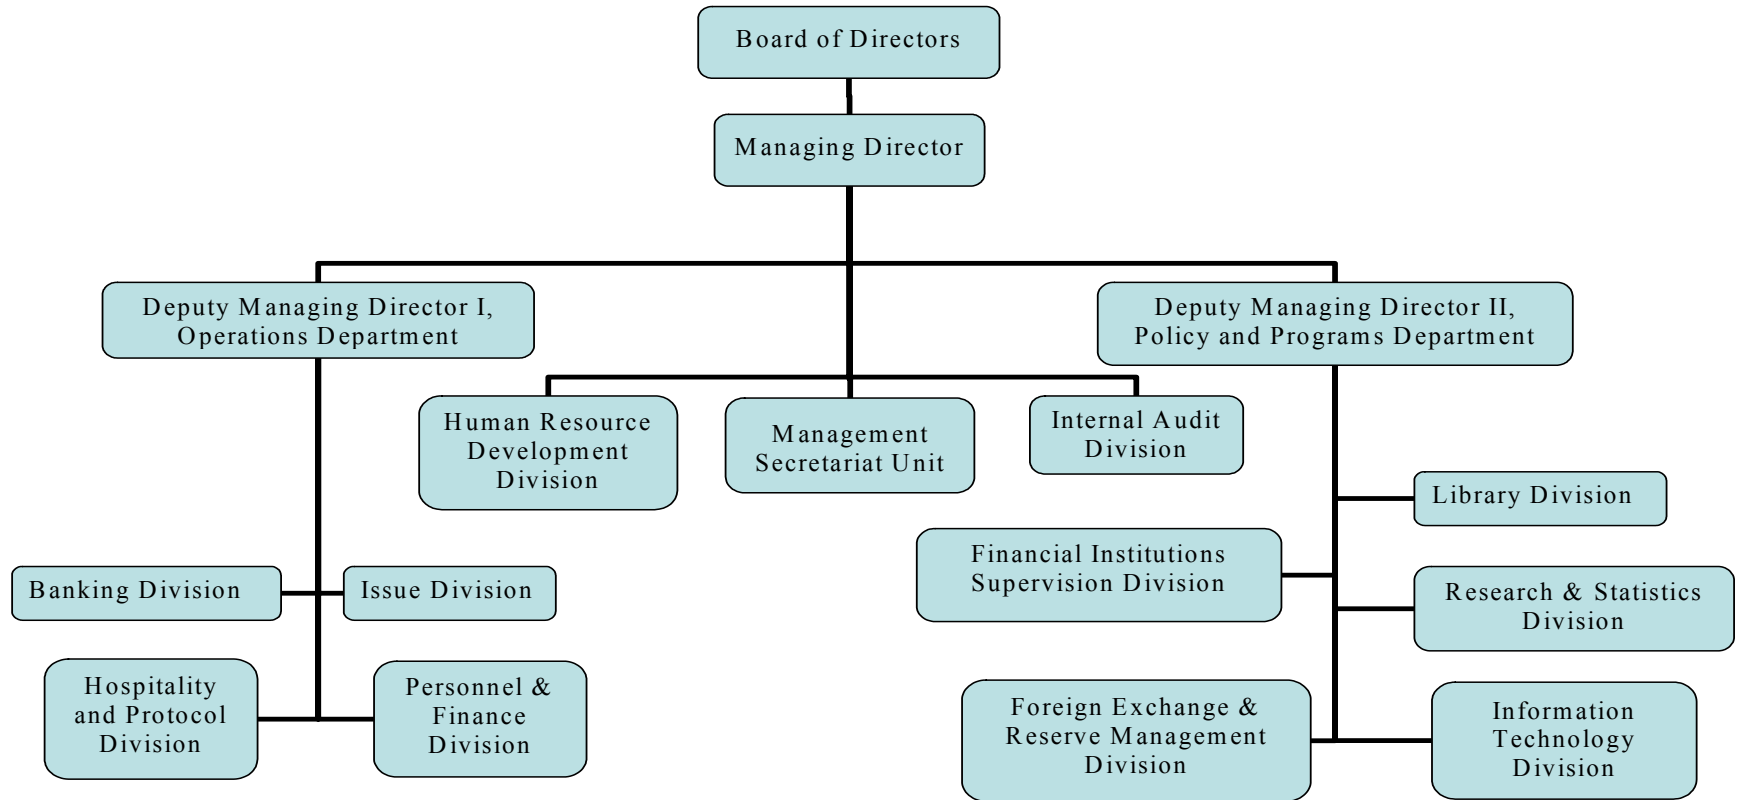 Board of Directors
Managing Director
Deputy Managing Director I,
Operations Department
Deputy Managing Director II,
Policy and Programs Department
Human Resource
Development
Division
Management
Secretariat Unit
Internal Audit
Division
Library Division
Financial Institutions
Supervision Division
Banking Division
Issue Division
Research & Statistics
Division
Hospitality
and Protocol
Division
Personnel &
Finance
Division
Foreign Exchange &
Reserve Management
Division
Information
Technology
Division